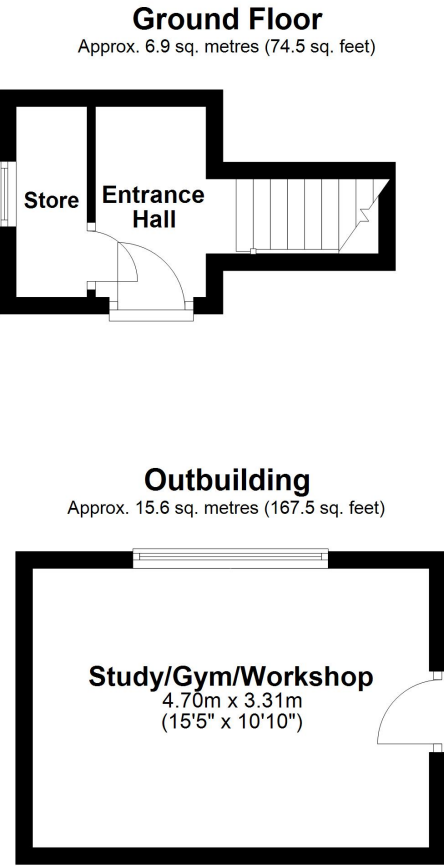 Ground Floor
Approx. 6.9 sq. metres (74.5 sq. feet)
Store
Entrance
Hall
Outbuilding
Approx. 15.6 sq. metres (167.5 sq. feet)
Study/Gym/Workshop
4.70m x 3.31m
(15'5" x 10'10")